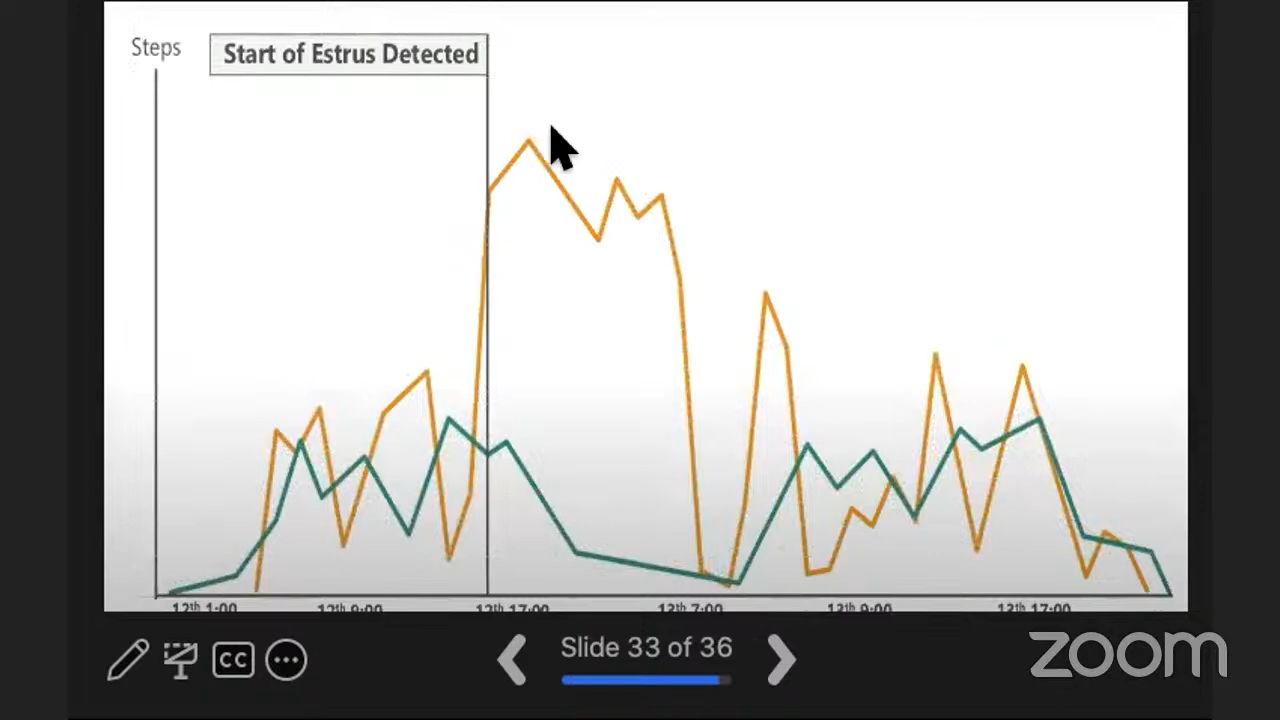 Steps
Start of Estrus Detected
12th 1:00 12th 9:00 12th 17:00 13th 7:00 13th 9:00 13th 17:00
CC
Slide 33 of 36
zoom